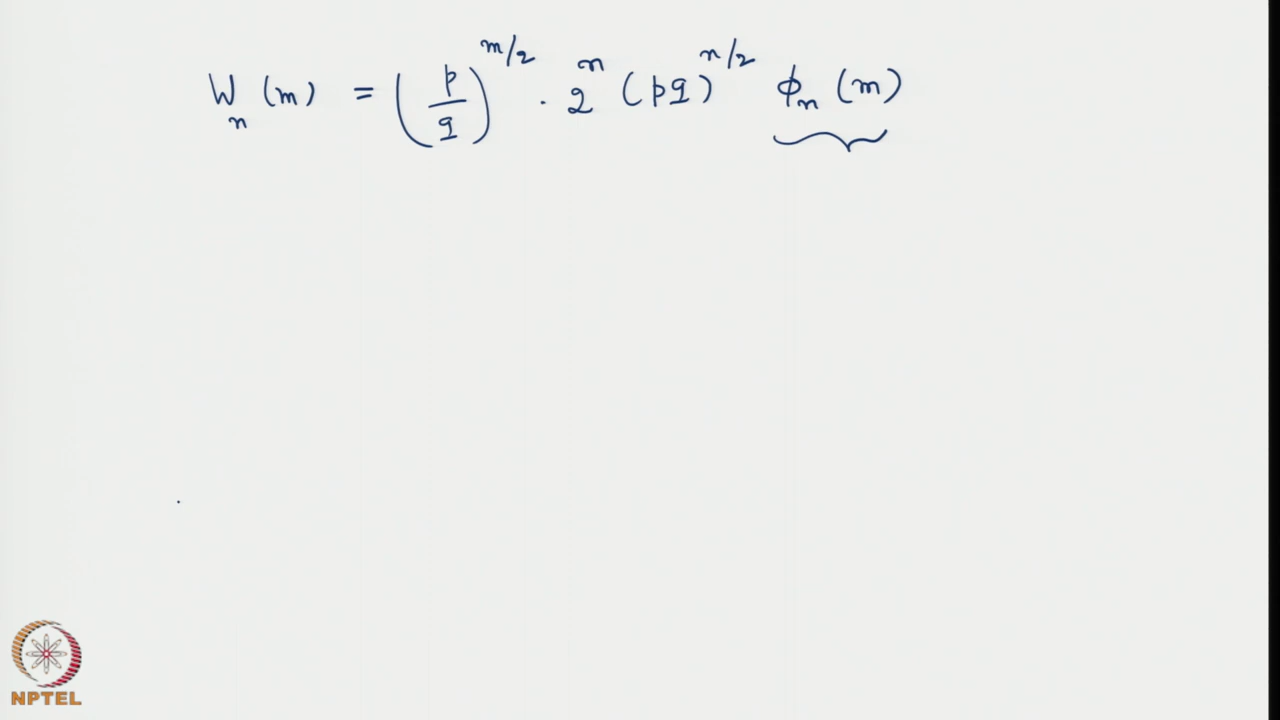 W_n (m) = (p/q)^{m/2} . 2^n (pq)^{n/2} ϕ_n (m)
NPTEL